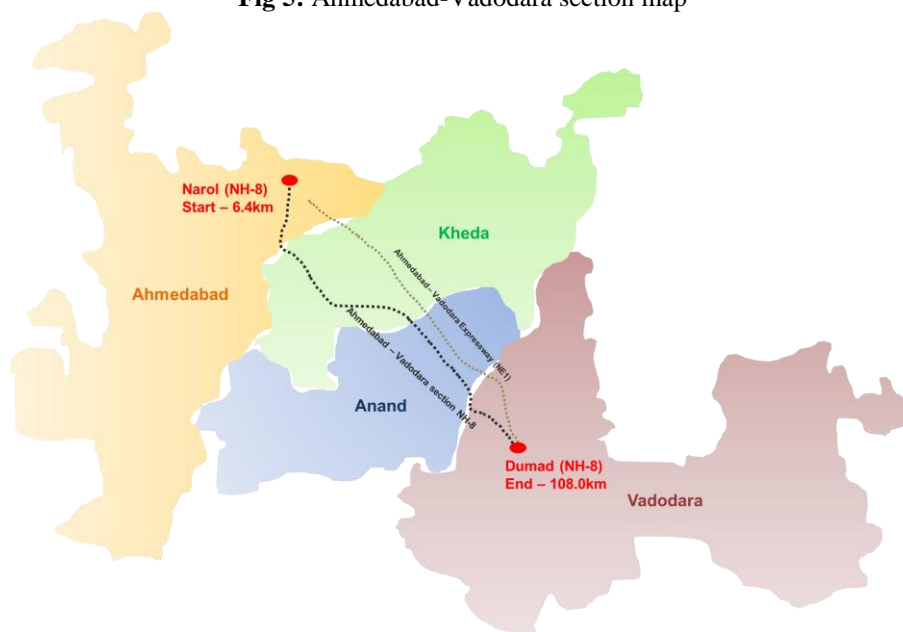 Fig 3: Ahmedabad-Vadodara section map
Narol (NH-8)
Start – 6.4km
Kheda
Ahmedabad – Vadodara Expressway (NE1)
Ahmedabad
Ahmedabad – Vadodara section NH-8
Anand
Dumad (NH-8)
End – 108.0km
Vadodara